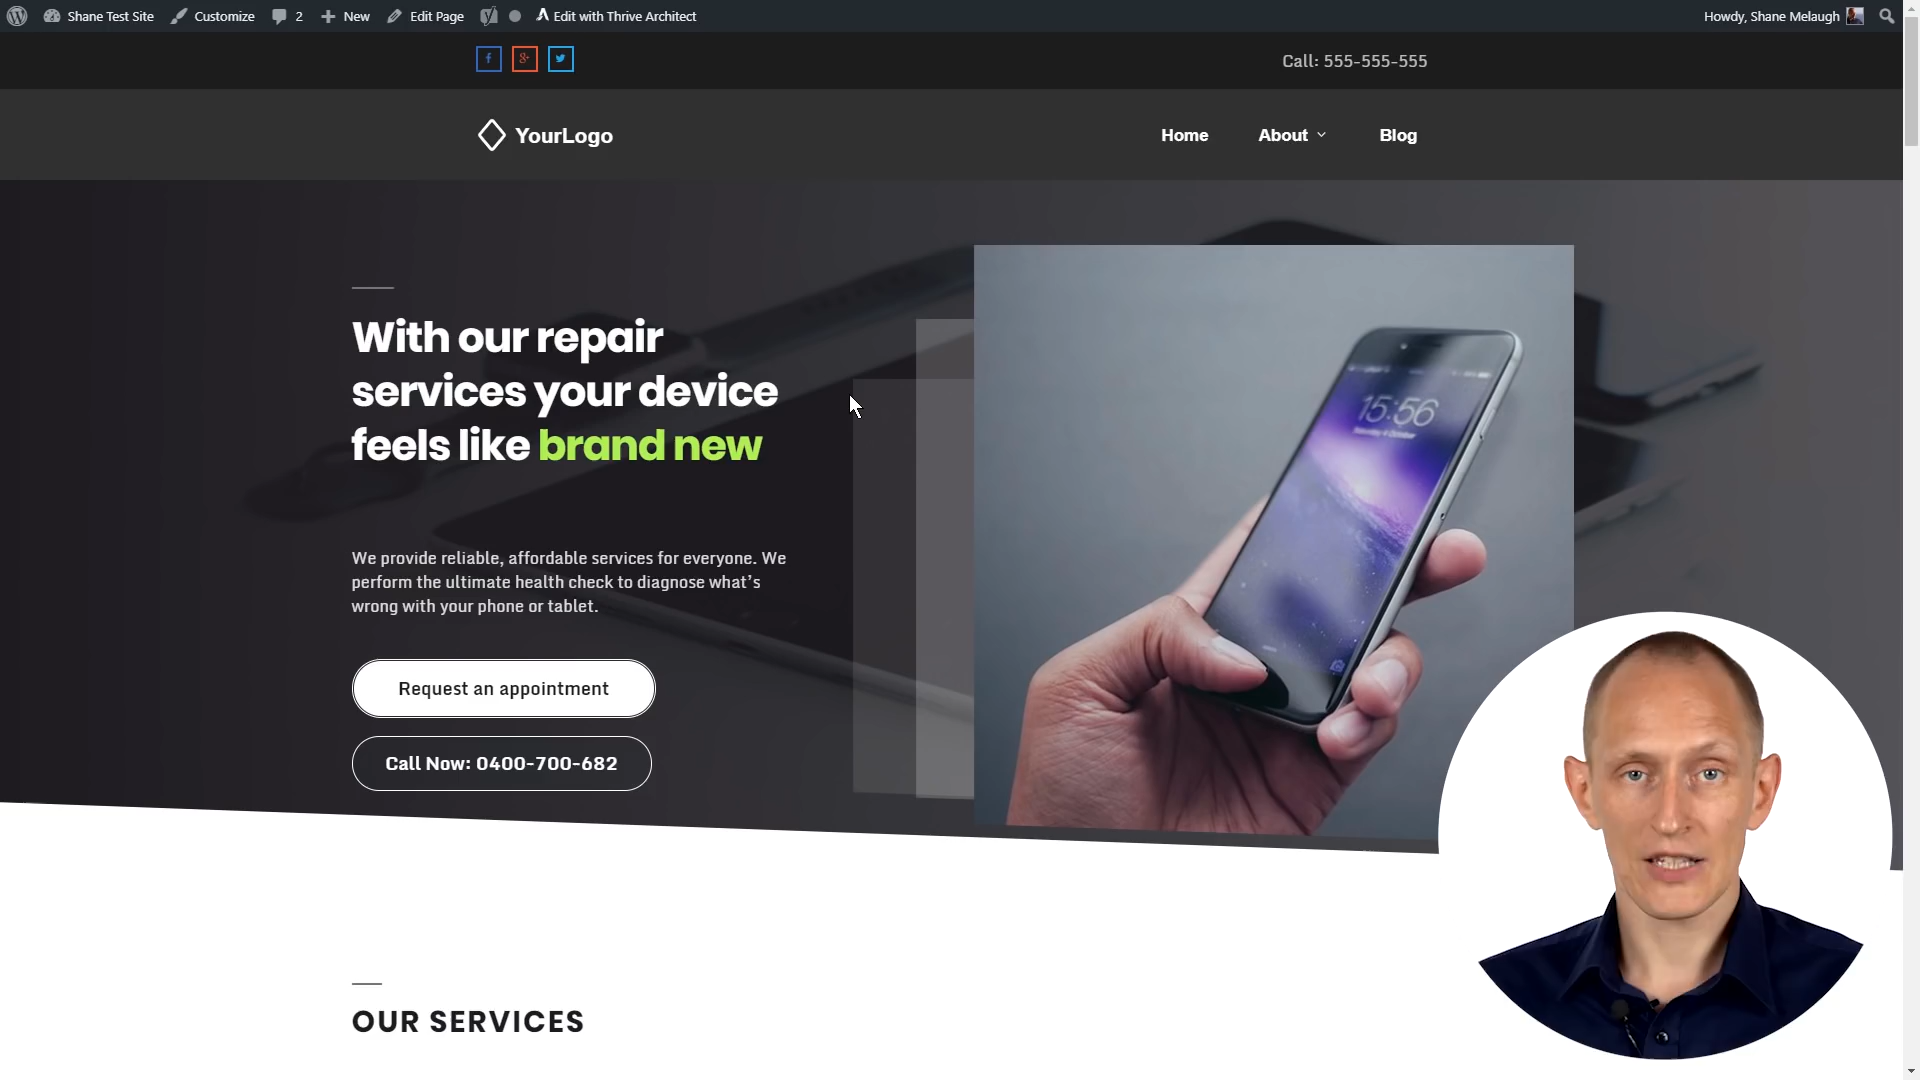 Shane Test Site Customize 2 New Edit Page Edit with Thrive Architect Howdy, Shane Melaugh
f g+ Call: 555-555-555
YourLogo Home About Blog
With our repair
services your device
feels like brand new
15:56
We provide reliable, affordable services for everyone. We
perform the ultimate health check to diagnose what's
wrong with your phone or tablet.
Request an appointment
Call Now: 0400-700-682
OUR SERVICES